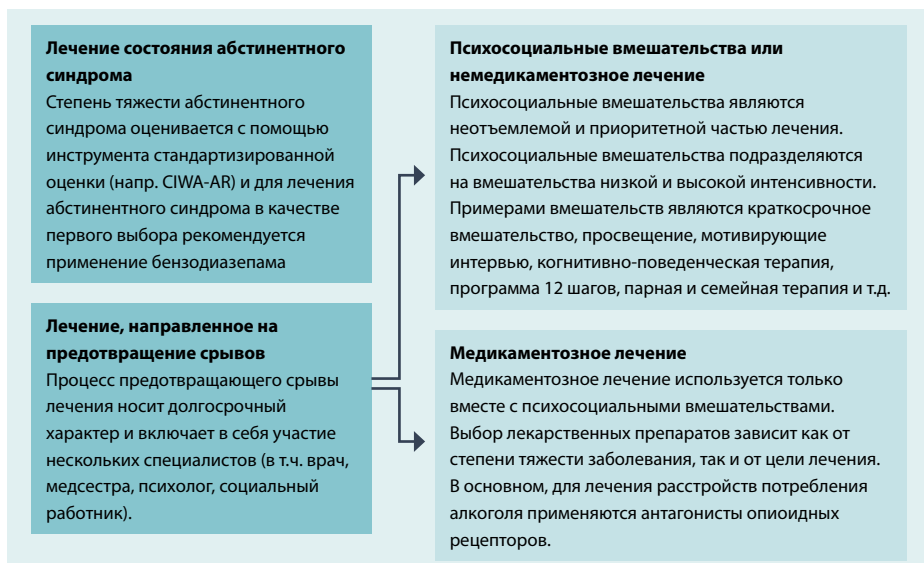 Лечение состояния абстинентного
синдрома
Степень тяжести абстинентного
синдрома оценивается с помощью
инструмента стандартизированной
оценки (напр. CIWA-AR) и для лечения
абстинентного синдрома в качестве
первого выбора рекомендуется
применение бензодиазепама
Лечение, направленное на
предотвращение срывов
Процесс предотвращающего срывы
лечения носит долгосрочный
характер и включает в себя участие
нескольких специалистов (в т.ч. врач,
медсестра, психолог, социальный
работник).
Психосоциальные вмешательства или
немедикаментозное лечение
Психосоциальные вмешательства являются
неотъемлемой и приоритетной частью лечения.
Психосоциальные вмешательства подразделяются
на вмешательства низкой и высокой интенсивности.
Примерами вмешательств являются краткосрочное
вмешательство, просвещение, мотивирующие
интервью, когнитивно-поведенческая терапия,
программа 12 шагов, парная и семейная терапия и т.д.
Медикаментозное лечение
Медикаментозное лечение используется только
вместе с психосоциальными вмешательствами.
Выбор лекарственных препаратов зависит как от
степени тяжести заболевания, так и от цели лечения.
В основном, для лечения расстройств потребления
алкоголя применяются антагонисты опиоидных
рецепторов.